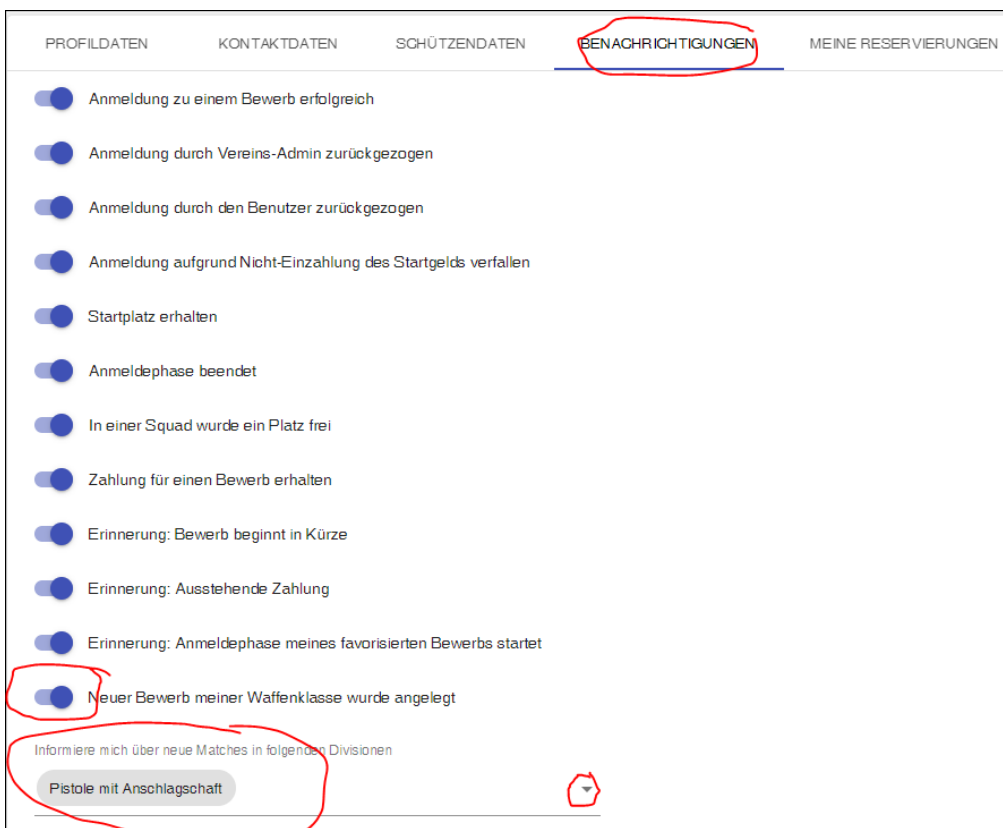 PROFILDATEN KONTAKTDATEN SCHÜTZENDATEN BENACHRICHTIGUNGEN MEINE RESERVIERUNGEN
Anmeldung zu einem Bewerb erfolgreich
Anmeldung durch Vereins-Admin zurückgezogen
Anmeldung durch den Benutzer zurückgezogen
Anmeldung aufgrund Nicht-Einzahlung des Startgelds verfallen
Startplatz erhalten
Anmeldephase beendet
In einer Squad wurde ein Platz frei
Zahlung für einen Bewerb erhalten
Erinnerung: Bewerb beginnt in Kürze
Erinnerung: Ausstehende Zahlung
Erinnerung: Anmeldephase meines favorisierten Bewerbs startet
Neuer Bewerb meiner Waffenklasse wurde angelegt
Informiere mich über neue Matches in folgenden Divisionen
Pistole mit Anschlagschaft